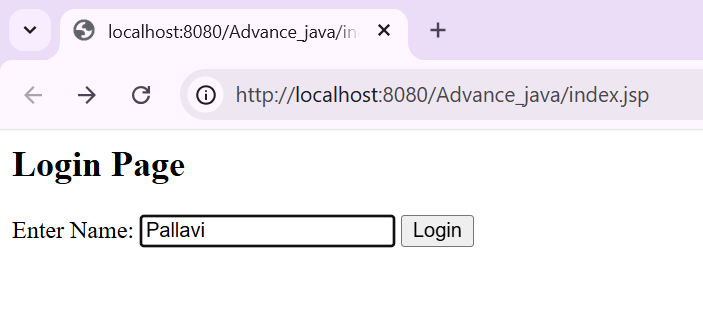 localhost:8080/Advance_java/in
http://localhost:8080/Advance_java/index.jsp
Login Page
Enter Name: Pallavi Login